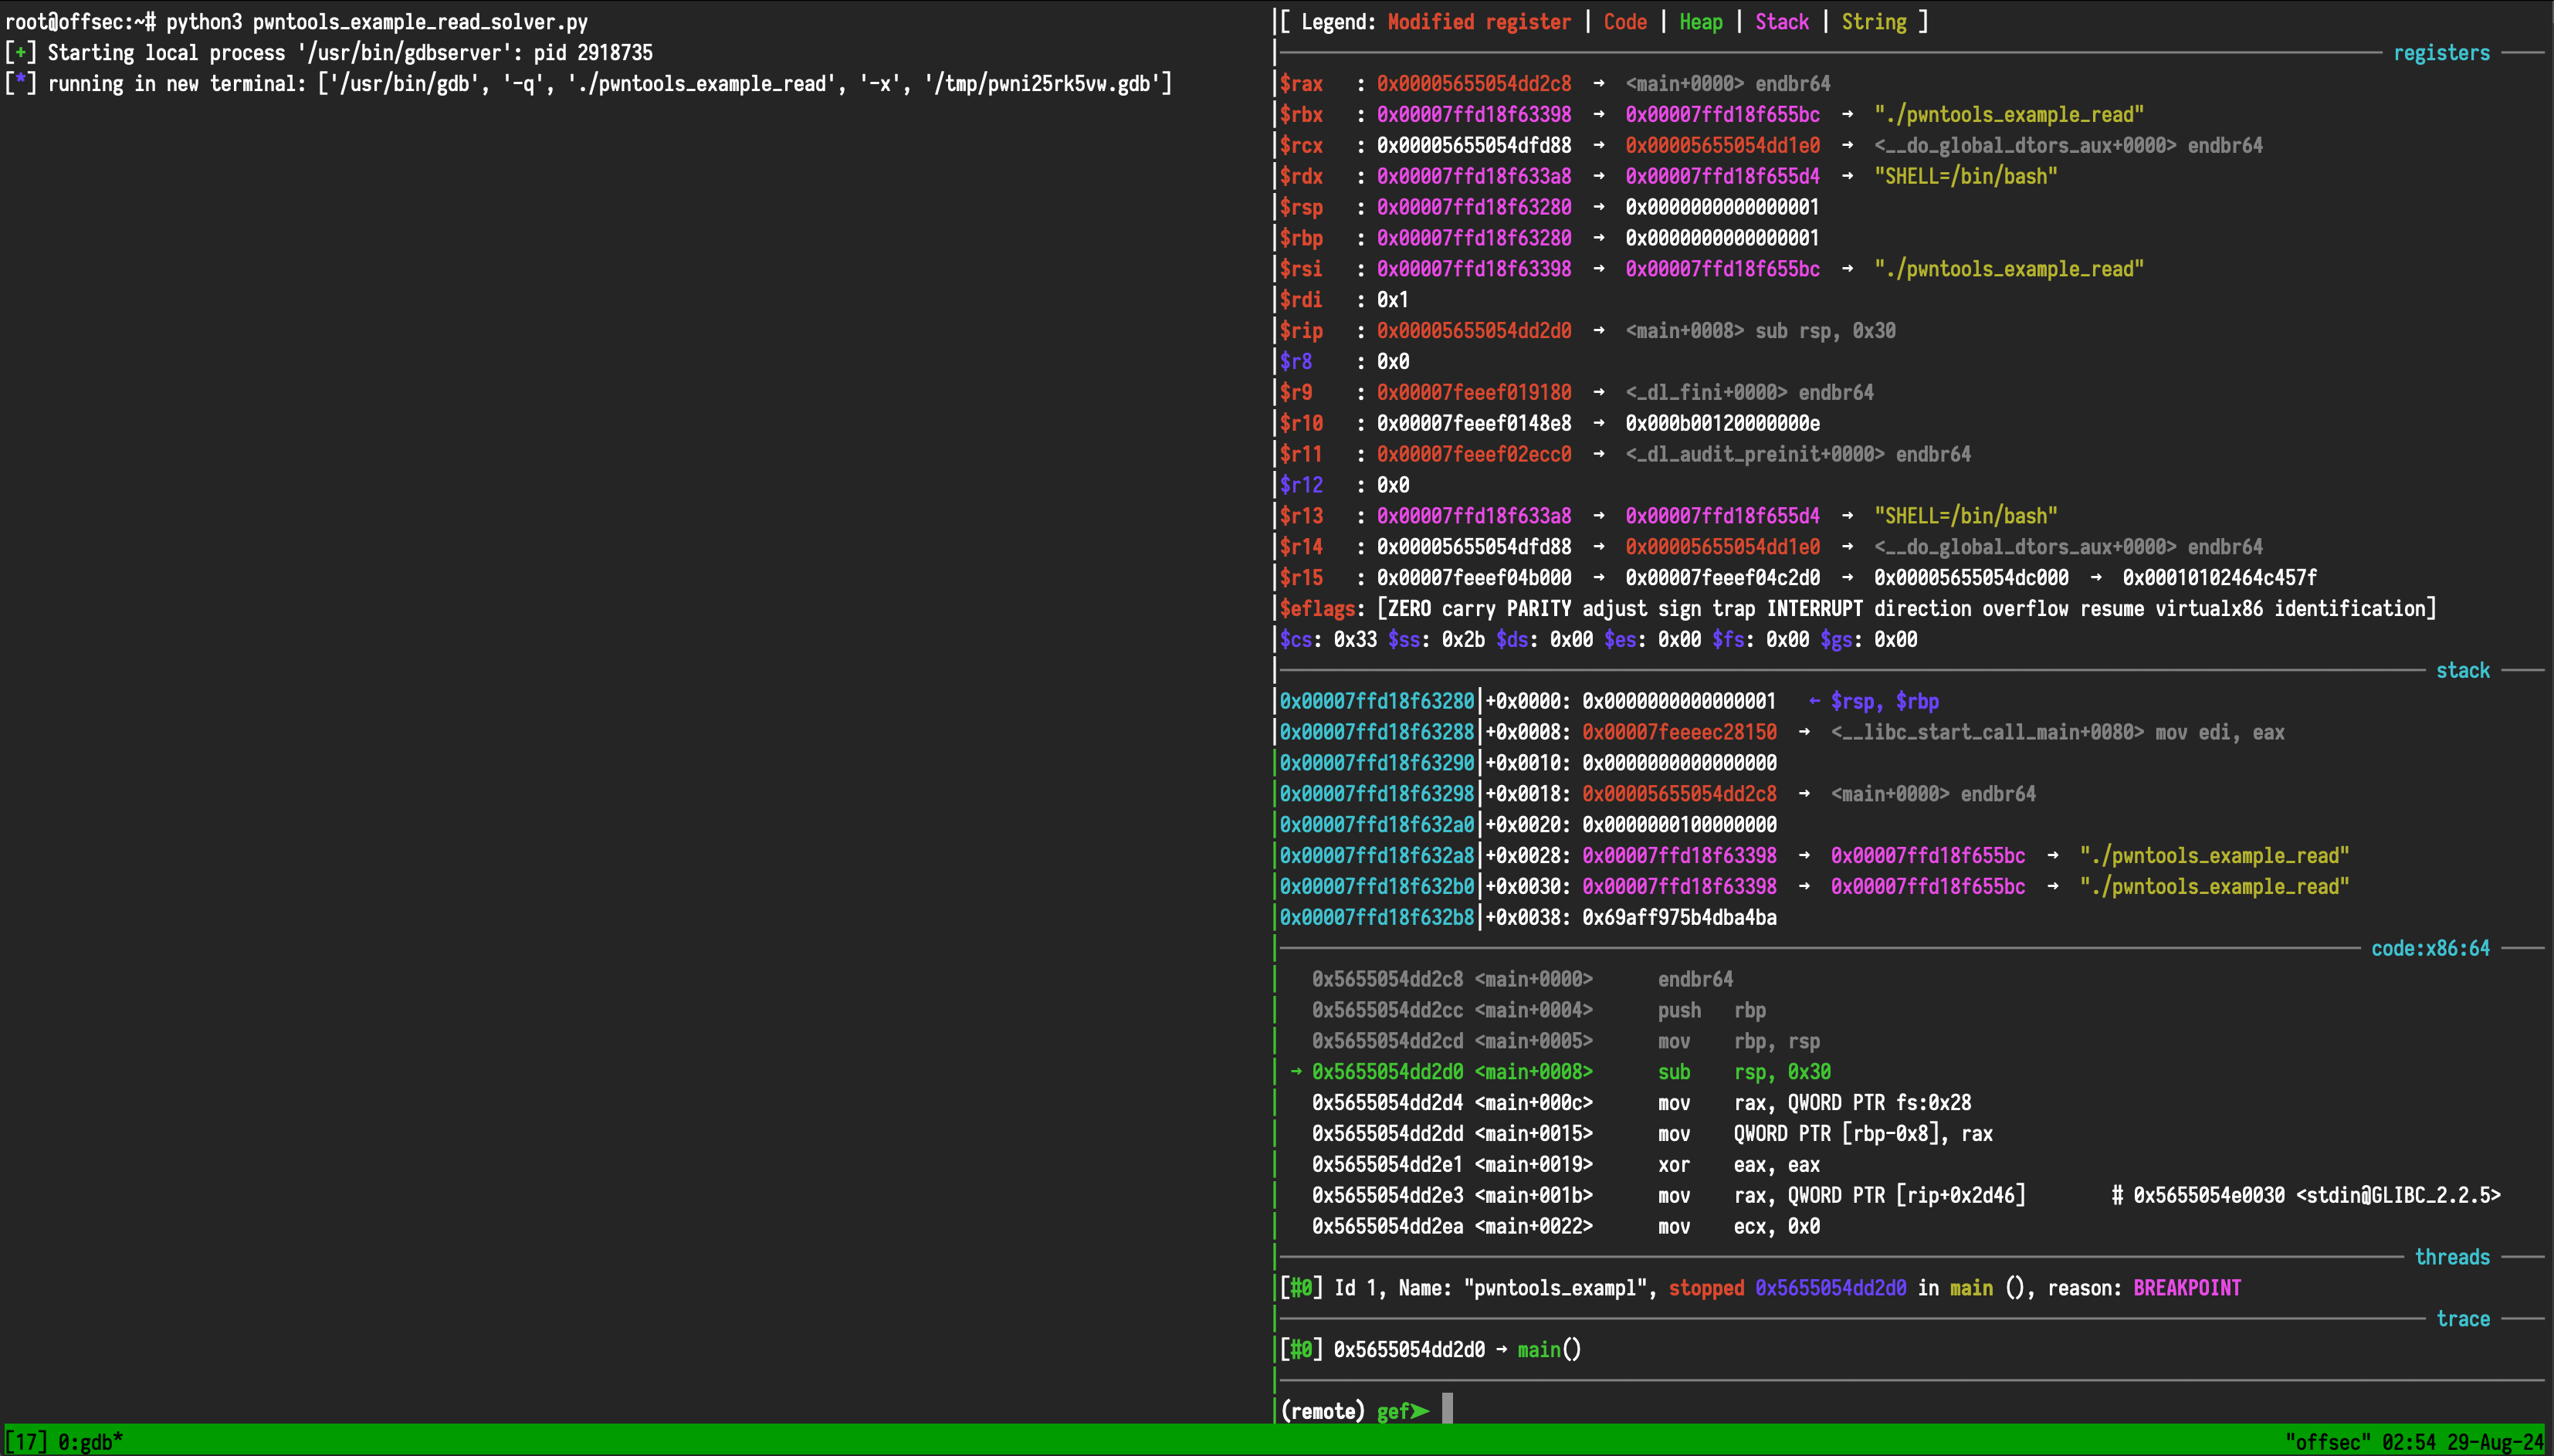 root@offsec:~# python3 pwntools_example_read_solver.py
[+] Starting local process '/usr/bin/gdbserver': pid 2918735
[*] running in new terminal: ['/usr/bin/gdb', '-q', './pwntools_example_read', '-x', '/tmp/pwni25rk5vw.gdb']
[ Legend: Modified register | Code | Heap | Stack | String ]
registers
$rax   : 0x00005655054dd2c8  →  <main+0000> endbr64
$rbx   : 0x00007ffd18f63398  →  0x00007ffd18f655bc  →  "./pwntools_example_read"
$rcx   : 0x00005655054dfd88  →  0x00005655054dd1e0  →  <__do_global_dtors_aux+0000> endbr64
$rdx   : 0x00007ffd18f633a8  →  0x00007ffd18f655d4  →  "SHELL=/bin/bash"
$rsp   : 0x00007ffd18f63280  →  0x0000000000000001
$rbp   : 0x00007ffd18f63280  →  0x0000000000000001
$rsi   : 0x00007ffd18f63398  →  0x00007ffd18f655bc  →  "./pwntools_example_read"
$rdi   : 0x1
$rip   : 0x00005655054dd2d0  →  <main+0008> sub rsp, 0x30
$r8    : 0x0
$r9    : 0x00007feeef019180  →  <_dl_fini+0000> endbr64
$r10   : 0x00007feeef0148e8  →  0x000b00120000000e
$r11   : 0x00007feeef02ecc0  →  <_dl_audit_preinit+0000> endbr64
$r12   : 0x0
$r13   : 0x00007ffd18f633a8  →  0x00007ffd18f655d4  →  "SHELL=/bin/bash"
$r14   : 0x00005655054dfd88  →  0x00005655054dd1e0  →  <__do_global_dtors_aux+0000> endbr64
$r15   : 0x00007feeef04b000  →  0x00007feeef04c2d0  →  0x00005655054dc000  →  0x00010102464c457f
$eflags: [ZERO carry PARITY adjust sign trap INTERRUPT direction overflow resume virtualx86 identification]
$cs: 0x33 $ss: 0x2b $ds: 0x00 $es: 0x00 $fs: 0x00 $gs: 0x00
stack
0x00007ffd18f63280│+0x0000: 0x0000000000000001   ← $rsp, $rbp
0x00007ffd18f63288│+0x0008: 0x00007feeeec28150  →  <__libc_start_call_main+0080> mov edi, eax
0x00007ffd18f63290│+0x0010: 0x0000000000000000
0x00007ffd18f63298│+0x0018: 0x00005655054dd2c8  →  <main+0000> endbr64
0x00007ffd18f632a0│+0x0020: 0x0000000100000000
0x00007ffd18f632a8│+0x0028: 0x00007ffd18f63398  →  0x00007ffd18f655bc  →  "./pwntools_example_read"
0x00007ffd18f632b0│+0x0030: 0x00007ffd18f63398  →  0x00007ffd18f655bc  →  "./pwntools_example_read"
0x00007ffd18f632b8│+0x0038: 0x69aff975b4dba4ba
code:x86:64
0x5655054dd2c8 <main+0000>      endbr64
0x5655054dd2cc <main+0004>      push   rbp
0x5655054dd2cd <main+0005>      mov    rbp, rsp
→ 0x5655054dd2d0 <main+0008>      sub    rsp, 0x30
0x5655054dd2d4 <main+000c>      mov    rax, QWORD PTR fs:0x28
0x5655054dd2dd <main+0015>      mov    QWORD PTR [rbp-0x8], rax
0x5655054dd2e1 <main+0019>      xor    eax, eax
0x5655054dd2e3 <main+001b>      mov    rax, QWORD PTR [rip+0x2d46]        # 0x5655054e0030 <stdin@GLIBC_2.2.5>
0x5655054dd2ea <main+0022>      mov    ecx, 0x0
threads
[#0] Id 1, Name: "pwntools_exampl", stopped 0x5655054dd2d0 in main (), reason: BREAKPOINT
trace
[#0] 0x5655054dd2d0 → main()
(remote) gef➤
[17] 0:gdb* "offsec" 02:54 29-Aug-24